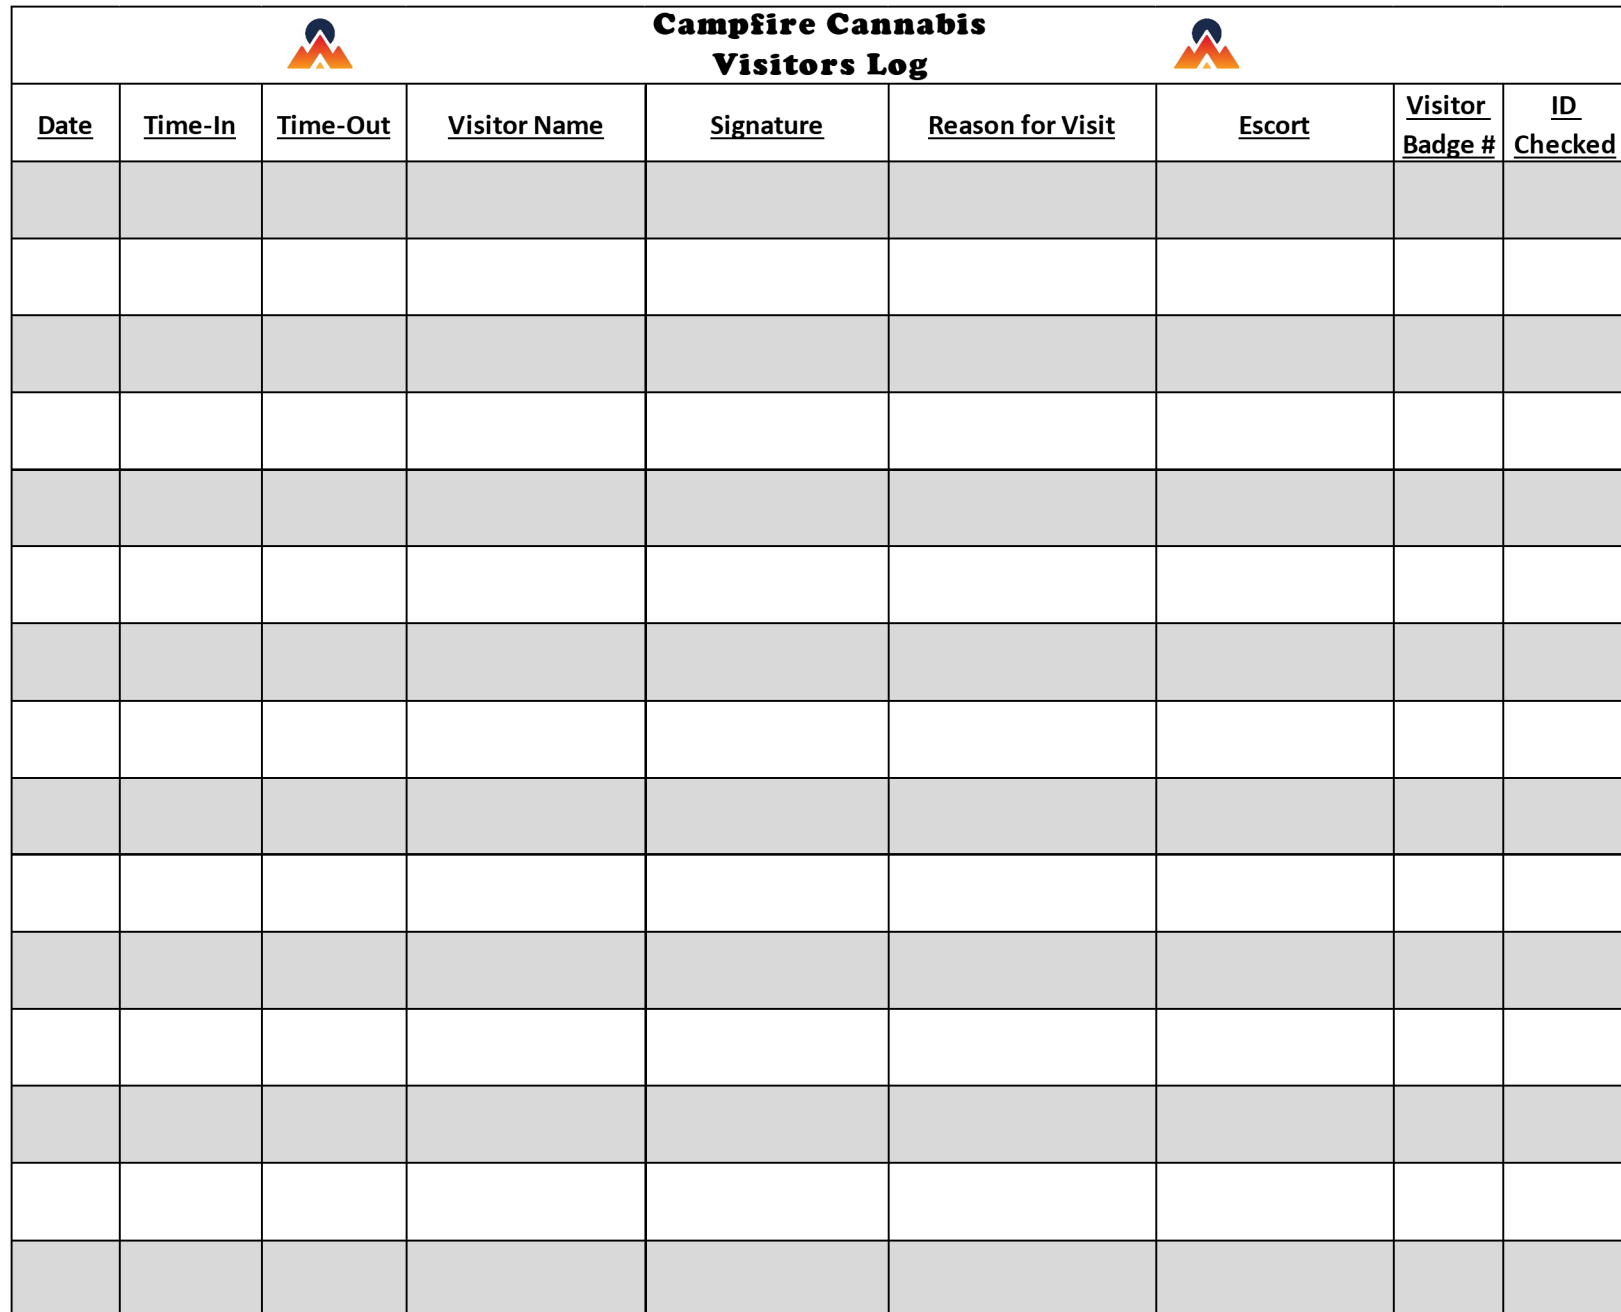 Campfire Cannabis
Visitors Log
Date Time-In Time-Out Visitor Name Signature Reason for Visit Escort Visitor Badge # ID Checked